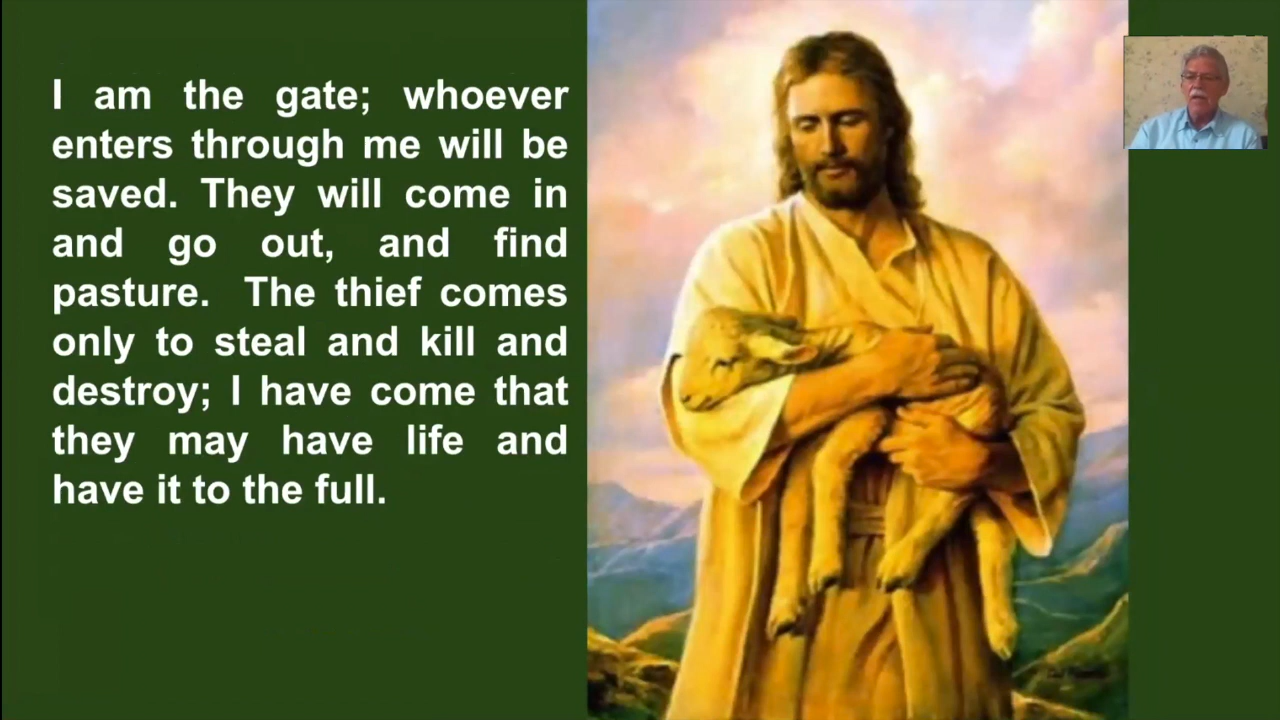 I am the gate; whoever
enters through me will be
saved. They will come in
and go out, and find
pasture. The thief comes
only to steal and kill and
destroy; I have come that
they may have life and
have it to the full.